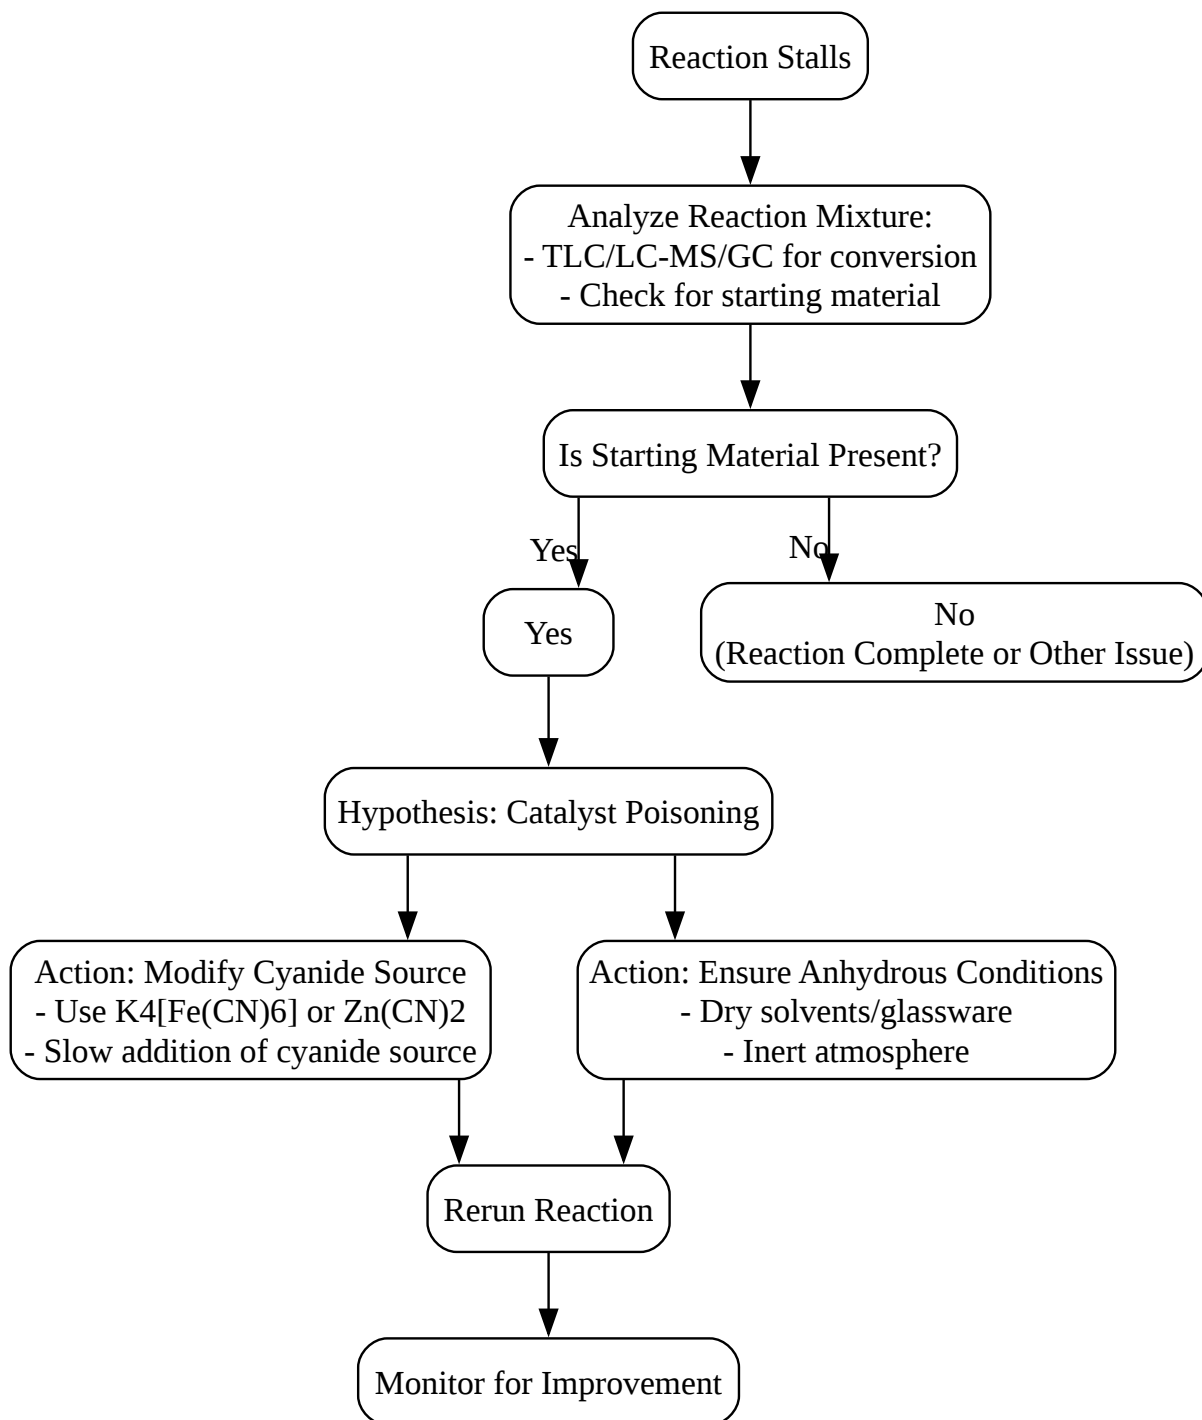 Reaction Stalls
Analyze Reaction Mixture:
- TLC/LC-MS/GC for conversion
- Check for starting material
Is Starting Material Present?
Yes
No
Yes
No
(Reaction Complete or Other Issue)
Hypothesis: Catalyst Poisoning
Action: Modify Cyanide Source
- Use K4[Fe(CN)6] or Zn(CN)2
- Slow addition of cyanide source
Action: Ensure Anhydrous Conditions
- Dry solvents/glassware
- Inert atmosphere
Rerun Reaction
Monitor for Improvement